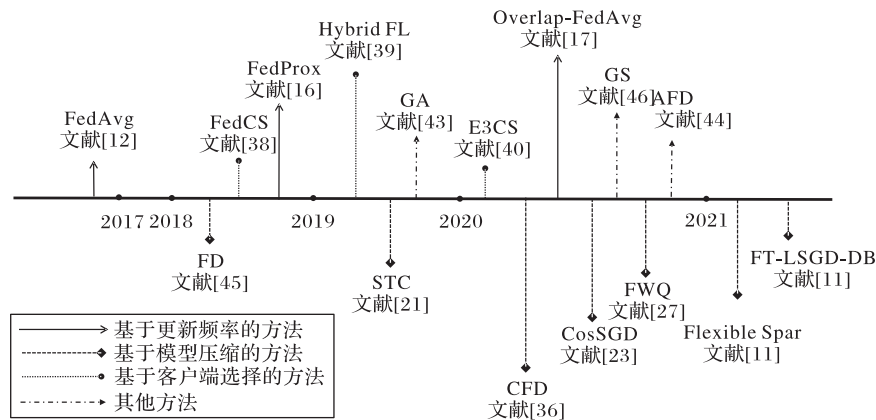 Overlap-FedAvg
文献[17]
Hybrid FL
文献[39]
FedProx
文献[16]
GS
文献[46]
AFD
文献[44]
GA
文献[43]
FedAvg
文献[12]
FedCS
文献[38]
E3CS
文献[40]
2017
2018
2019
2020
2021
FD
文献[45]
STC
文献[21]
FT-LSGD-DB
文献[11]
FWQ
文献[27]
CosSGD
文献[23]
Flexible Spar
文献[11]
CFD
文献[36]
基于更新频率的方法
基于模型压缩的方法
基于客户端选择的方法
其他方法